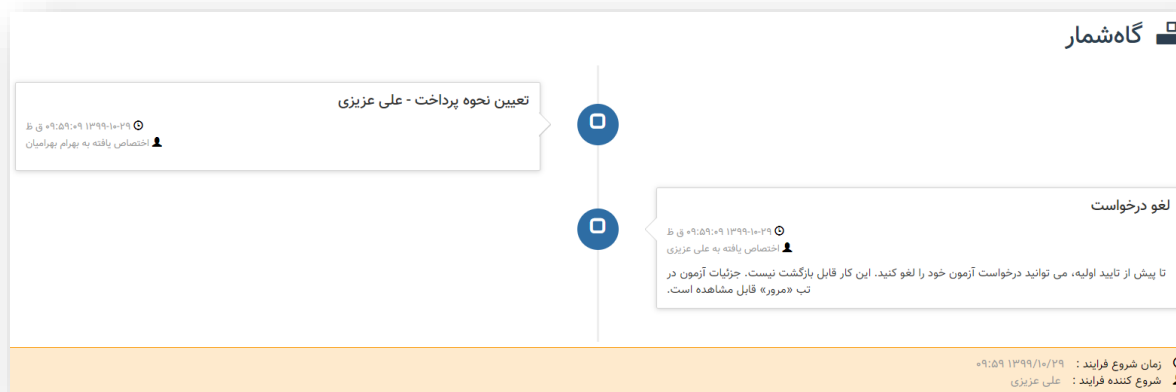 گاه‌شمار
تعیین نحوه پرداخت - علی عزیزی
۱۳۹۹-۱۰-۲۹ ۰۹:۵۹:۰۹ ق ظ
اختصاص یافته به بهرام بهرامیان
لغو درخواست
۱۳۹۹-۱۰-۲۹ ۰۹:۵۹:۰۹ ق ظ
اختصاص یافته به علی عزیزی
تا پیش از تایید اولیه، می توانید درخواست آزمون خود را لغو کنید. این کار قابل بازگشت نیست. جزئیات آزمون در
تب «مرور» قابل مشاهده است.
زمان شروع فرایند : ۱۳۹۹/۱۰/۲۹ ۰۹:۵۹
شروع کننده فرایند : علی عزیزی